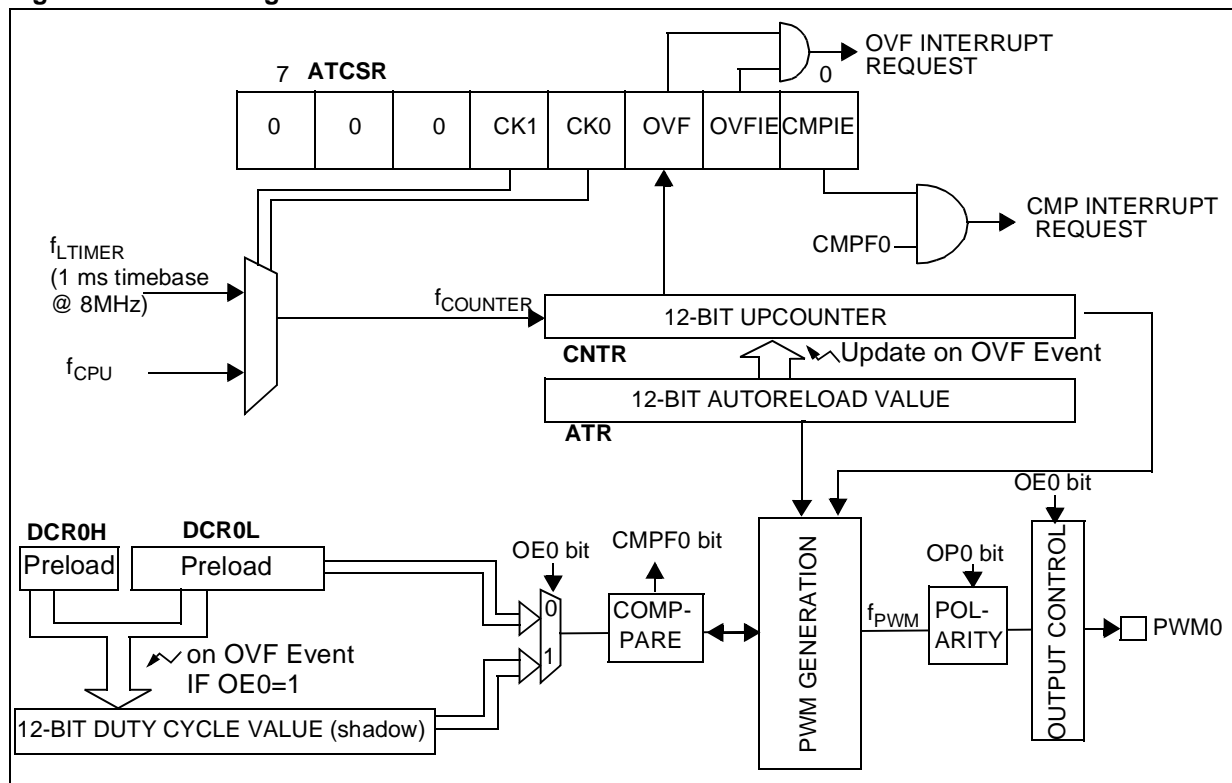 7 ATCSR 0
0 0 0 CK1 CK0 OVF OVFIE CMPIE
OVF INTERRUPT
REQUEST
CMP INTERRUPT
REQUEST
CMPF0
fLTIMER
(1 ms timebase
@ 8MHz)
fCPU
fCOUNTER
12-BIT UPCOUNTER
CNTR
Update on OVF Event
12-BIT AUTORELOAD VALUE
ATR
OE0 bit
DCR0H
Preload
DCR0L
Preload
OE0 bit
0
1
CMPF0 bit
COMP-
PARE
PWM GENERATION
fPWM
OP0 bit
POL-
ARITY
OUTPUT CONTROL
PWM0
on OVF Event
IF OE0=1
12-BIT DUTY CYCLE VALUE (shadow)